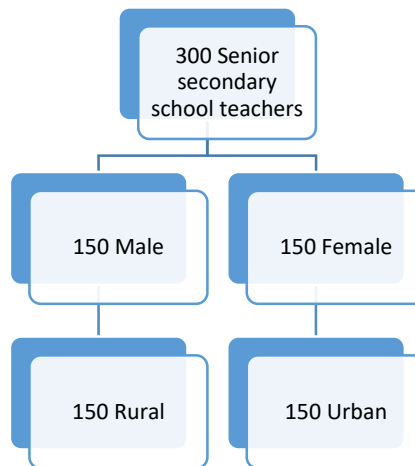 300 Senior
secondary
school teachers
150 Male
150 Female
150 Rural
150 Urban